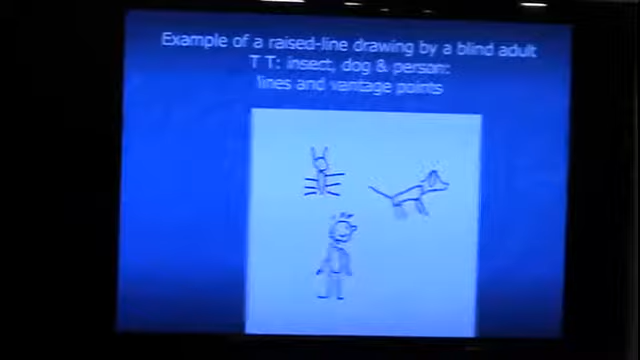 Example of a raised-line drawing by a blind adult
T T: insect, dog & person:
lines and vantage points